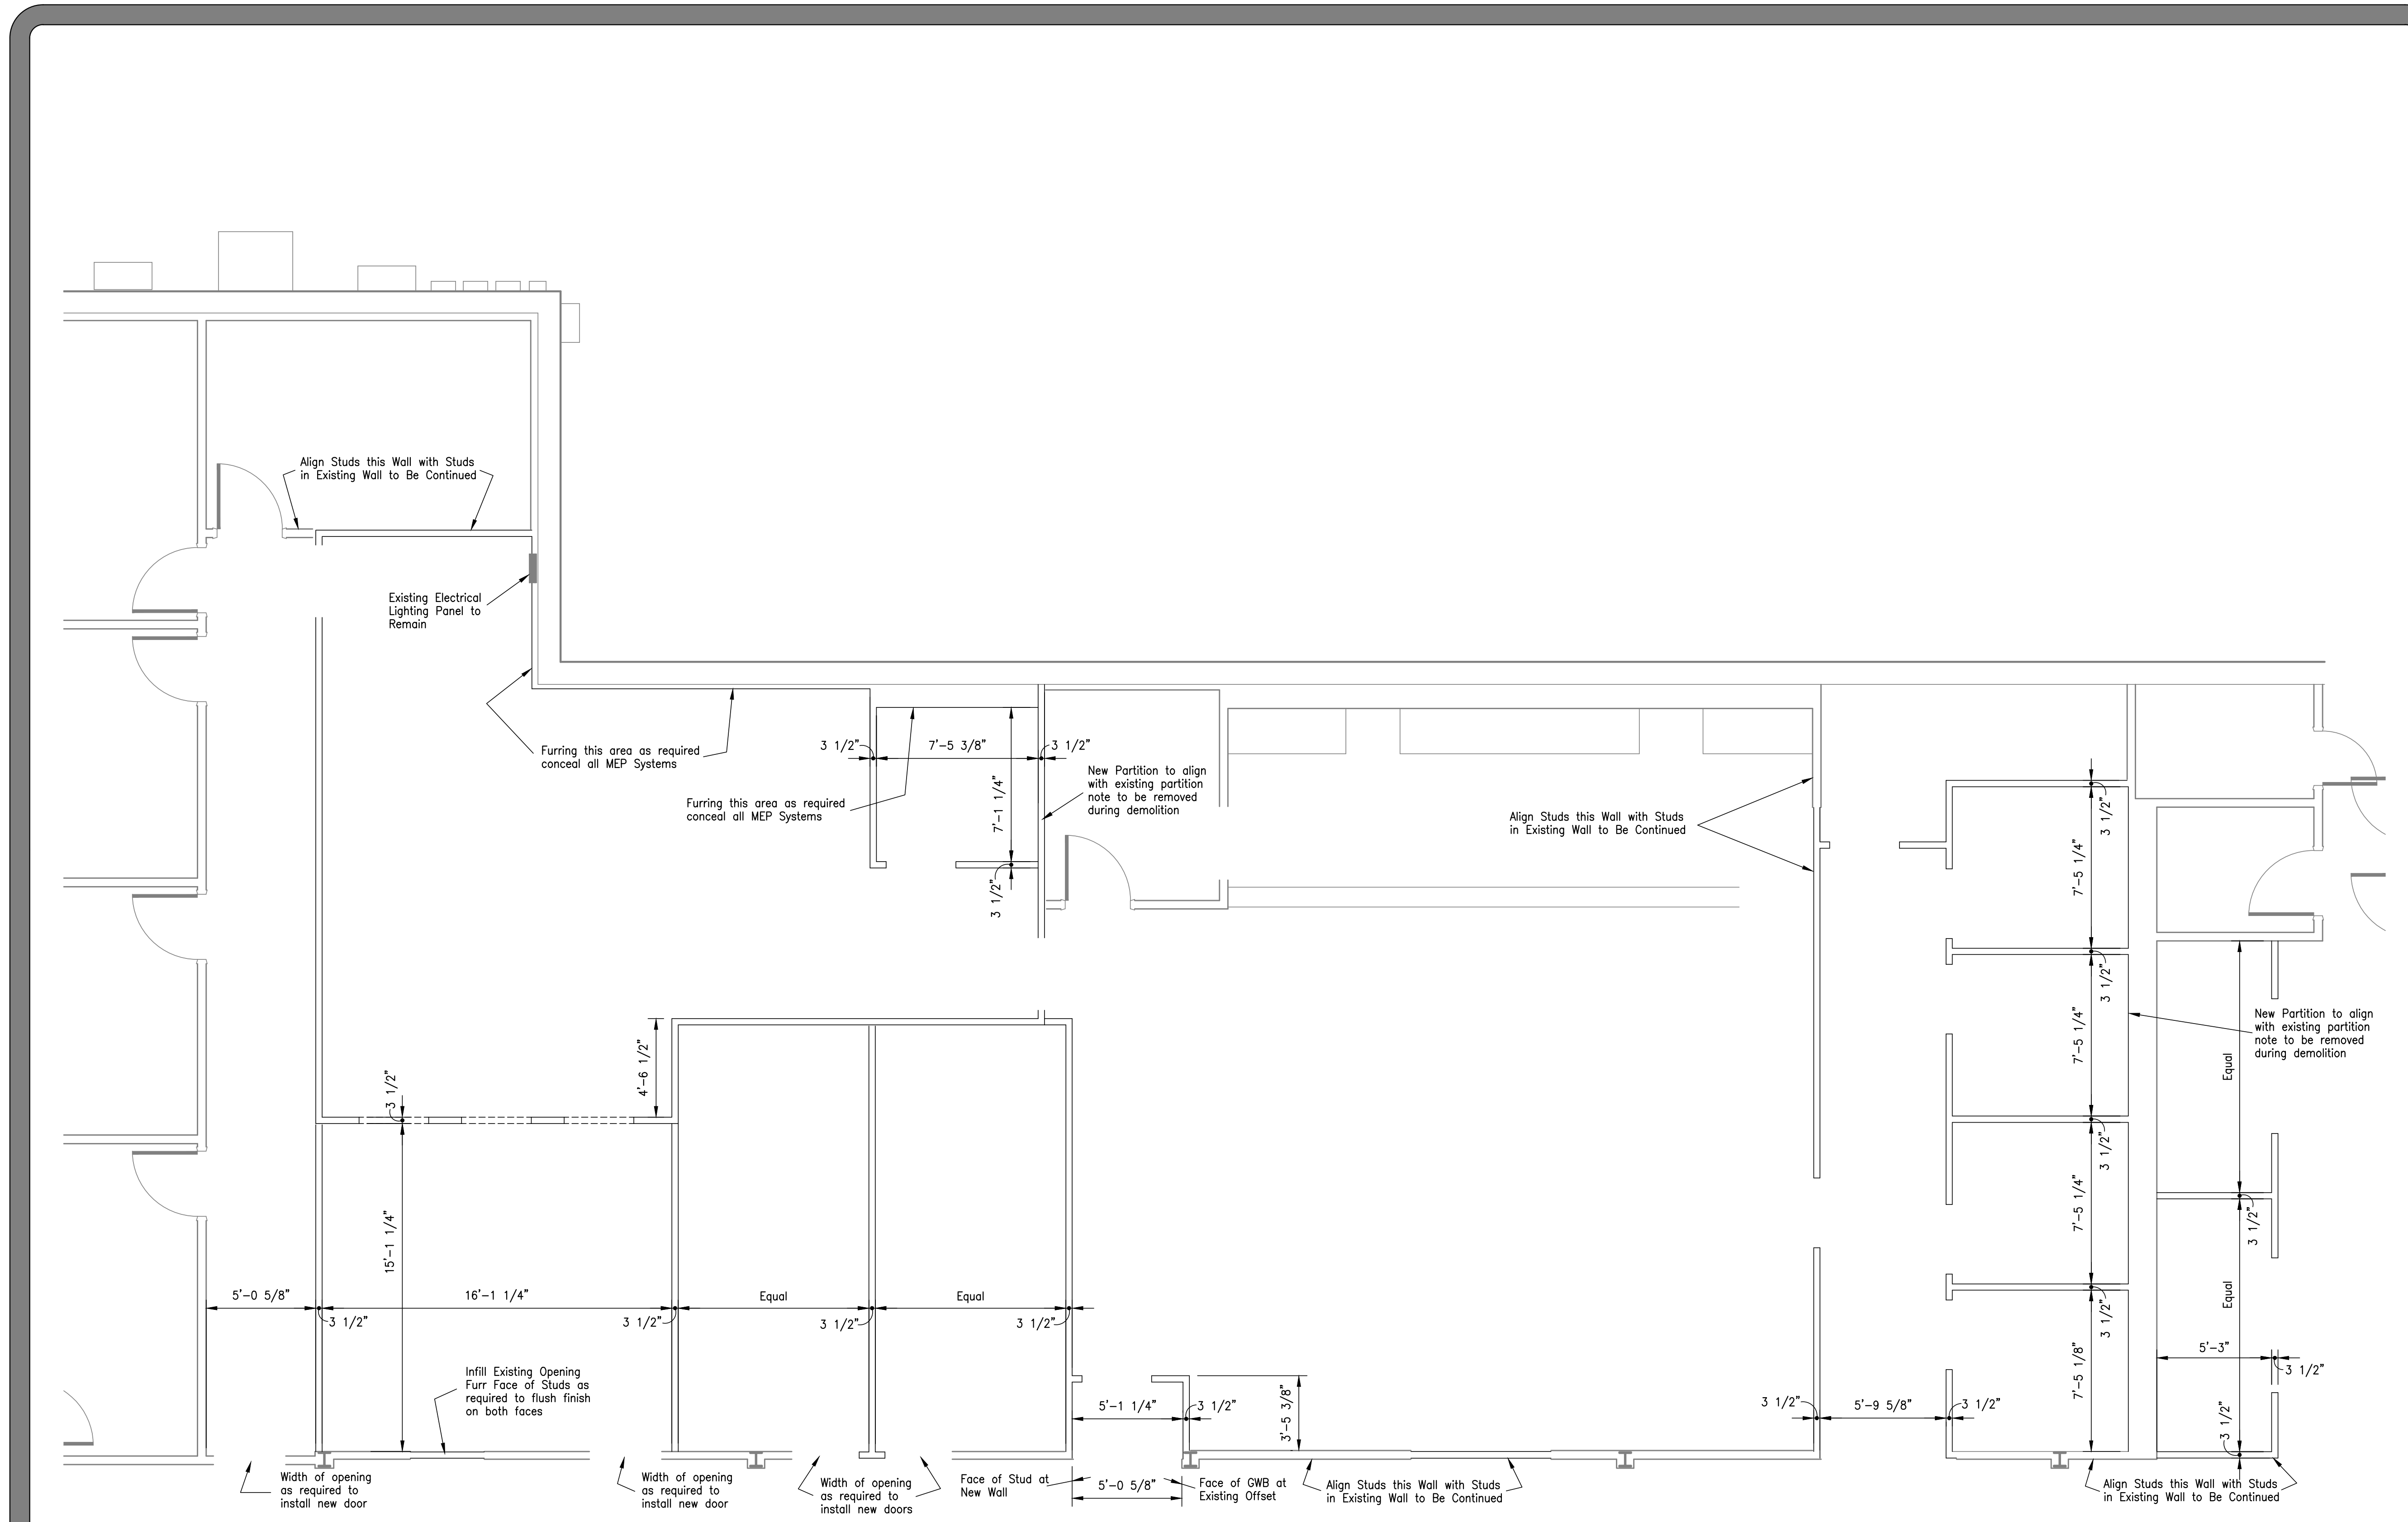 Align Studs this Wall with Studs
in Existing Wall to Be Continued
Existing Electrical
Lighting Panel to
Remain
Furring this area as required
conceal all MEP Systems
Furring this area as required
conceal all MEP Systems
3 1/2"
7'-5 3/8"
3 1/2"
7'-1 1/4"
3 1/2"
New Partition to align
with existing partition
note to be removed
during demolition
Align Studs this Wall with Studs
in Existing Wall to Be Continued
3 1/2"
7'-5 1/4"
3 1/2"
7'-5 1/4"
3 1/2"
7'-5 1/4"
3 1/2"
7'-5 1/8"
New Partition to align
with existing partition
note to be removed
during demolition
Equal
3 1/2"
Equal
5'-3"
3 1/2"
3 1/2"
4'-6 1/2"
3 1/2"
15'-1 1/4"
5'-0 5/8"
3 1/2"
16'-1 1/4"
3 1/2"
Equal
3 1/2"
Equal
3 1/2"
Infill Existing Opening
Furr Face of Studs as
required to flush finish
on both faces
5'-1 1/4"
3 1/2"
3'-5 3/8"
3 1/2"
5'-9 5/8"
3 1/2"
Width of opening
as required to
install new door
Width of opening
as required to
install new door
Width of opening
as required to
install new doors
Face of Stud at
New Wall
5'-0 5/8"
Face of GWB at
Existing Offset
Align Studs this Wall with Studs
in Existing Wall to Be Continued
Align Studs this Wall with Studs
in Existing Wall to Be Continued